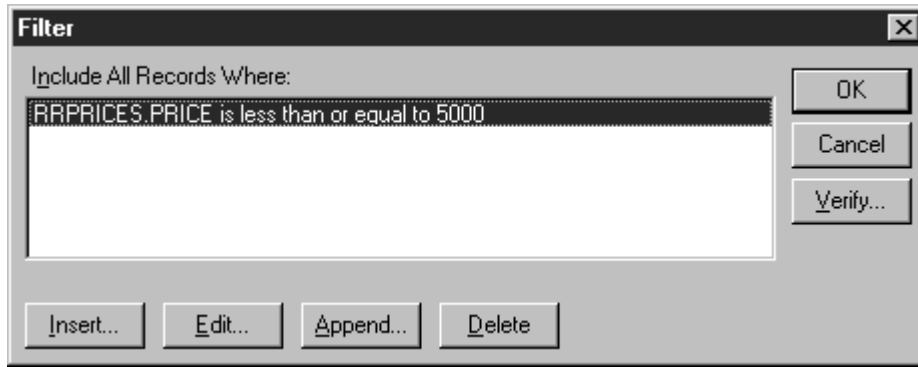 Filter
Include All Records Where:
RRPRICES.PRICE is less than or equal to 5000
OK
Cancel
Verify...
Insert...
Edit...
Append...
Delete